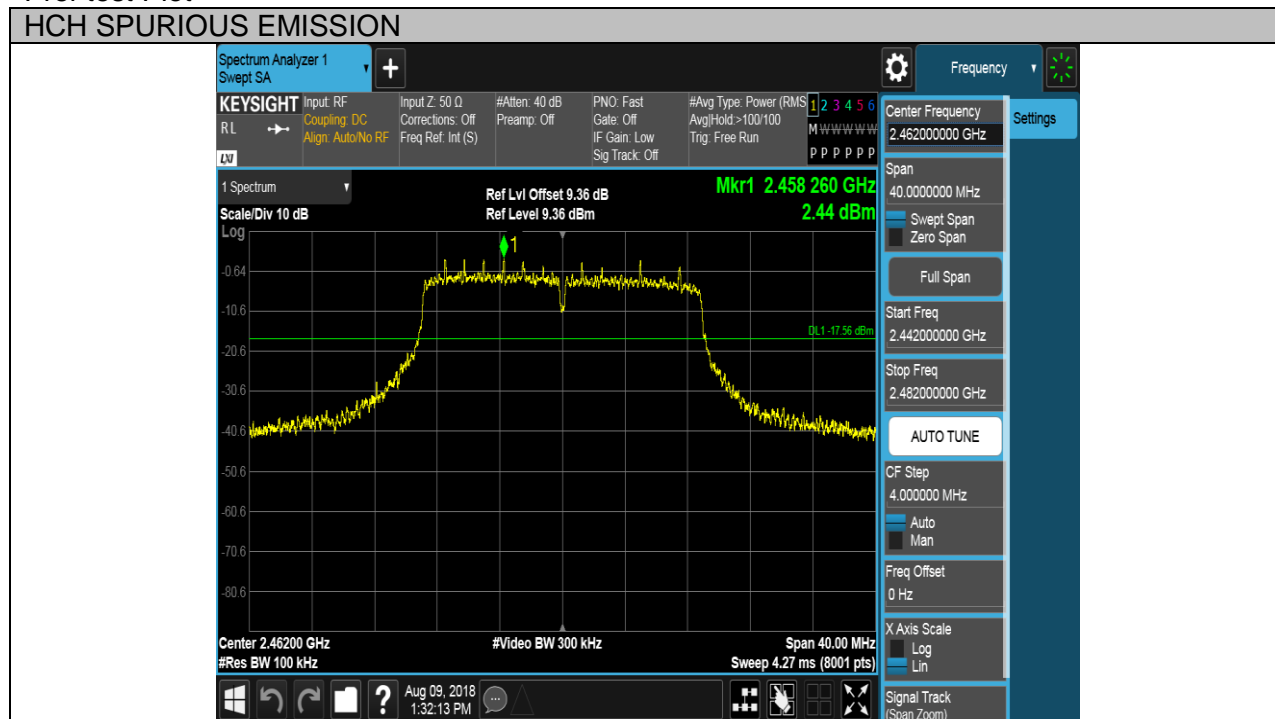 HCH SPURIOUS EMISSION
Spectrum Analyzer 1
Swept SA
Frequency
KEYSIGHT
RL
LXI
Input: RF
Coupling: DC
Align: Auto/No RF
Input Z: 50 Ω
Corrections: Off
Freq Ref: Int (S)
#Atten: 40 dB
Preamp: Off
PNO: Fast
Gate: Off
IF Gain: Low
Sig Track: Off
#Avg Type: Power (RMS
Avg|Hold:>100/100
Trig: Free Run
1 2 3 4 5 6
M W W W W W
P P P P P P
1 Spectrum
Scale/Div 10 dB
Log
Ref Lvl Offset 9.36 dB
Ref Level 9.36 dBm
Mkr1 2.458 260 GHz
2.44 dBm
1
-0.64
-10.6
DL1 -17.56 dBm
-20.6
-30.6
-40.6
-50.6
-60.6
-70.6
-80.6
Center 2.46200 GHz
#Res BW 100 kHz
#Video BW 300 kHz
Span 40.00 MHz
Sweep 4.27 ms (8001 pts)
?
Aug 09, 2018
1:32:13 PM
Center Frequency
2.462000000 GHz
Settings
Span
40.0000000 MHz
Swept Span
Zero Span
Full Span
Start Freq
2.442000000 GHz
Stop Freq
2.482000000 GHz
AUTO TUNE
CF Step
4.000000 MHz
Auto
Man
Freq Offset
0 Hz
X Axis Scale
Log
Lin
Signal Track
(Span Zoom)